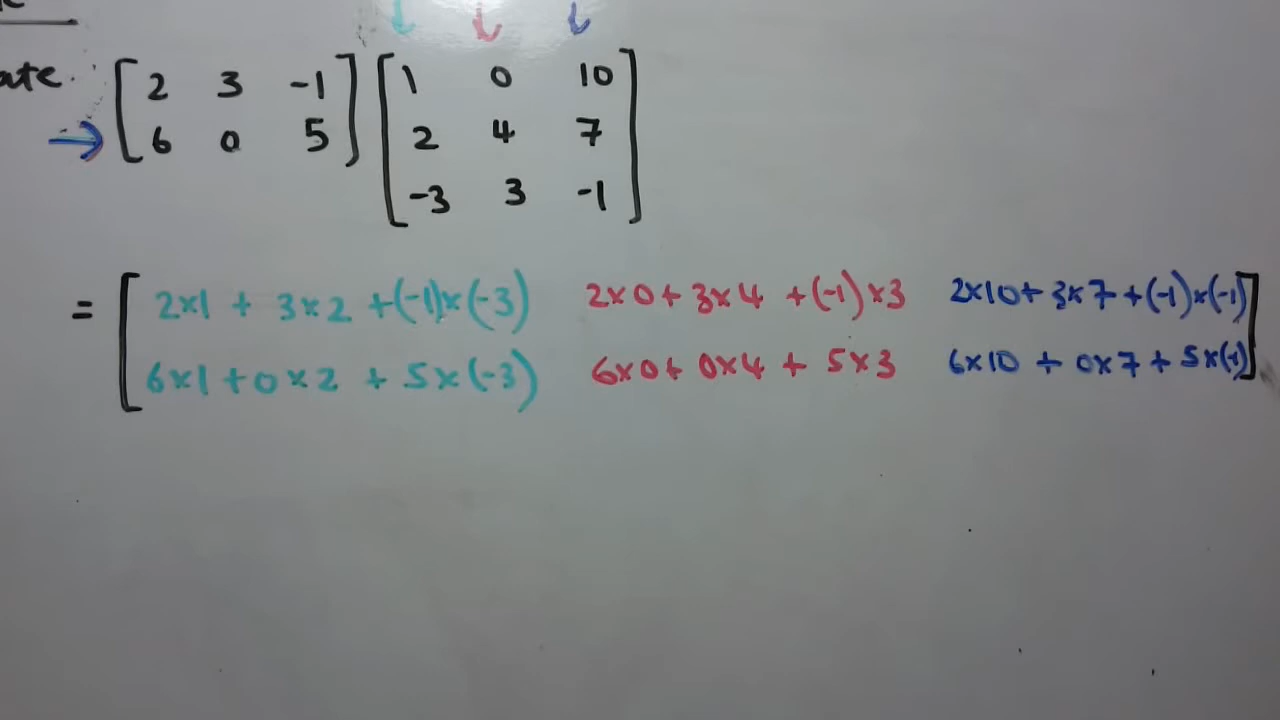 2 3 -1 1 0 10
6 0 5 2 4 7
-3 3 -1
= 2×1 + 3×2 +(-1)×(-3) 2×0+ 3×4 +(-1)×3 2×10+ 3×7 +(-1)×(-1)
6×1+0×2 + 5×(-3) 6×0+ 0×4 + 5×3 6×10 + 0×7 + 5×(-1)